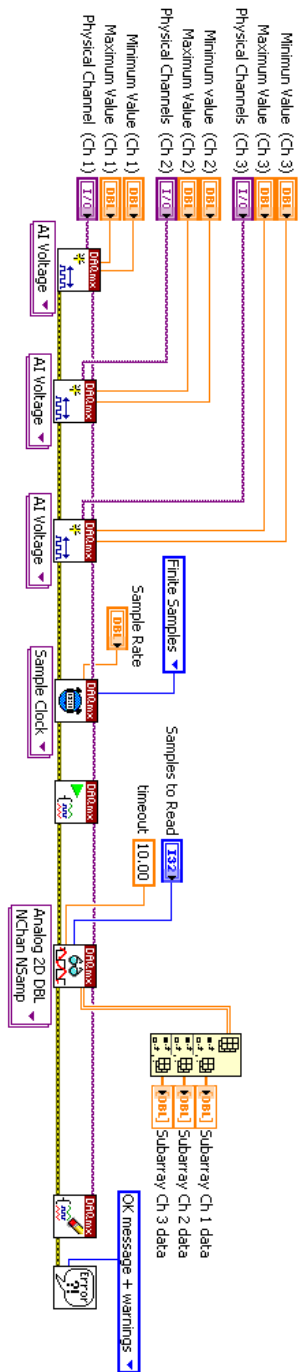 Minimun Value (Ch 3)
DBL
Maximum Value (Ch 3)
DBL
Physical Channels (Ch 3)
I/O
Minimum value (Ch 2)
DBL
Maximum Value (Ch 2)
DBL
Physical Channels (Ch 2)
I/O
Minimum Value (Ch 1)
DBL
Maximum Value (Ch 1)
DBL
Physical Channel (Ch 1)
I/O
DAQmx
AI Voltage
DAQmx
AI Voltage
DAQmx
AI Voltage
Finite Samples
Sample Rate
DBL
DAQmx
Sample Clock
DAQmx
Samples to Read
I32
timeout
10.00
DAQmx
Analog 2D DBL
NChan NSamp
DBL]
Subarray Ch 1 data
DBL]
Subarray Ch 2 data
DBL]
Subarray Ch 3 data
DAQmx
OK message + warnings
Error
?!